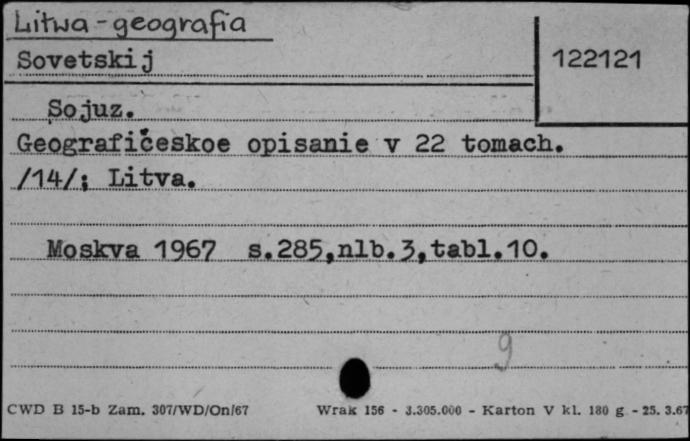 Litwa - geografia
Sovetskij
122121
Sojuz.
Geografičeskoe opisanie v 22 tomach.
/14/; Litva.
Moskva 1967 s.285,nlb.3,tabl.10.
9
CWD B 15-b Zam. 307/WD/On/67 Wrak 156 - 3.305.000 - Karton V kl. 180 g - 25. 3.67